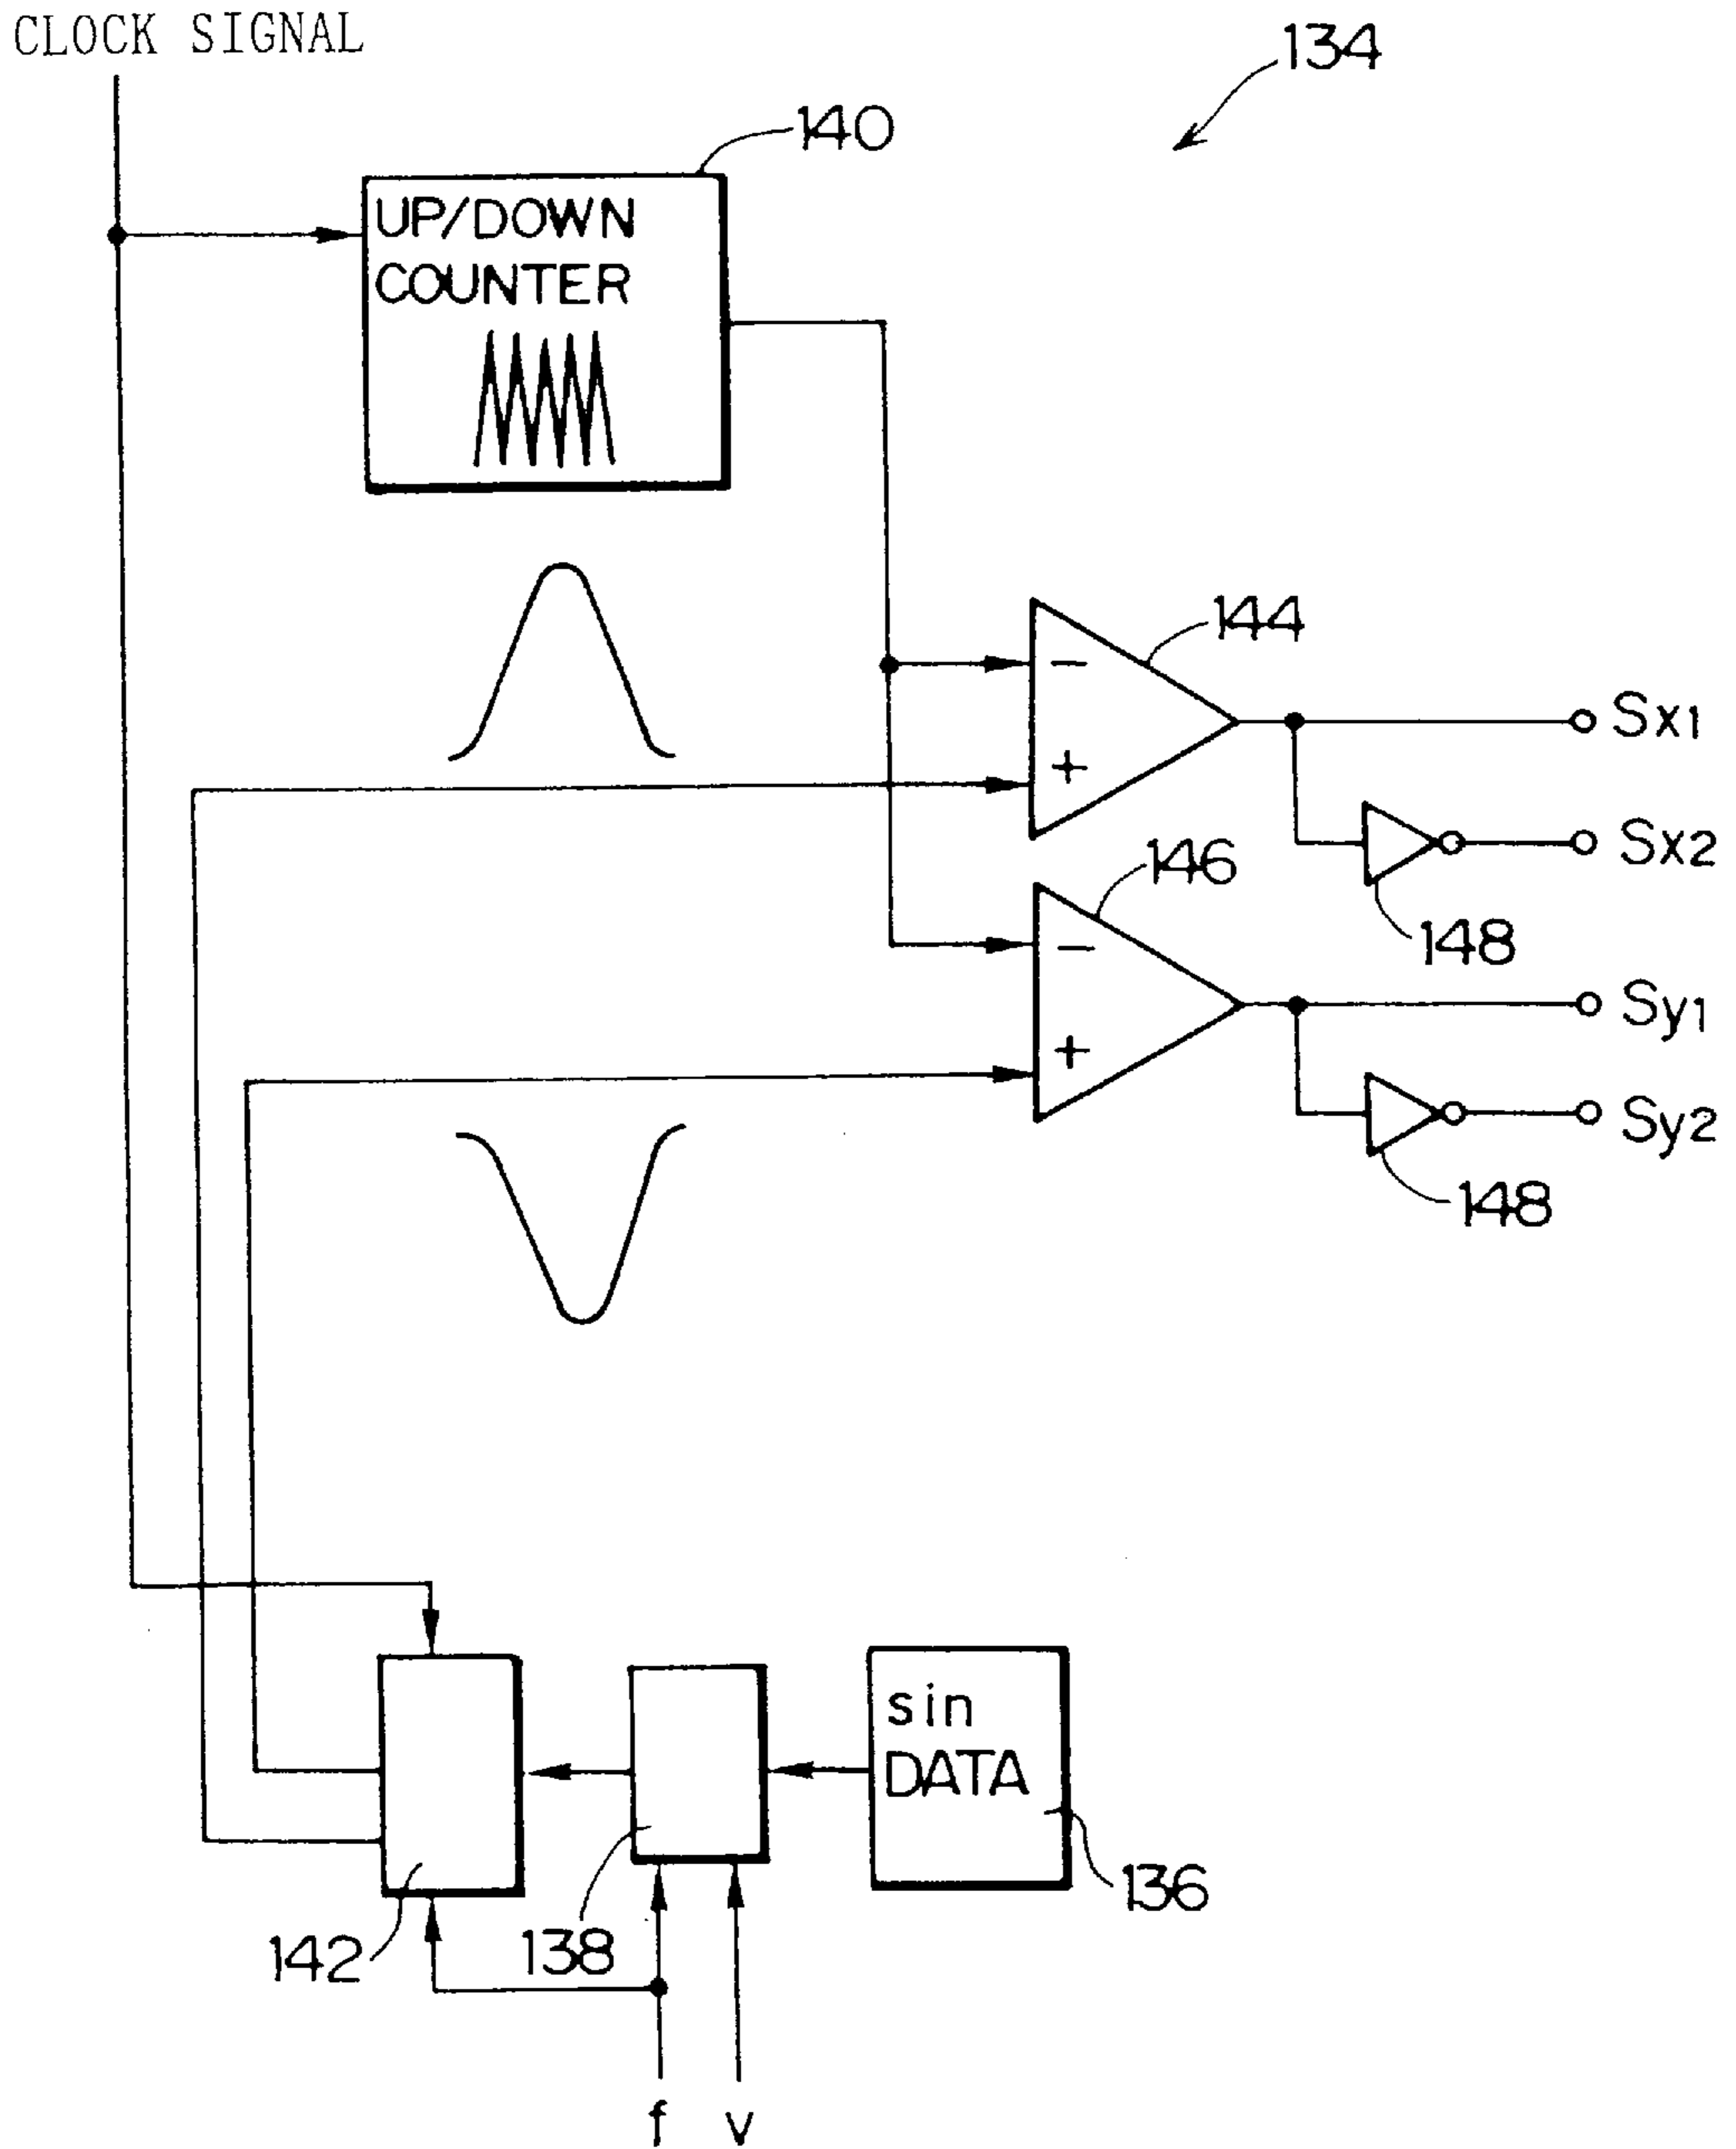 CLOCK SIGNAL
134
140
UP/DOWN
COUNTER
144
−
+
Sx1
Sx2
148
146
−
+
Sy1
Sy2
148
sin
DATA
136
138
142
f
v